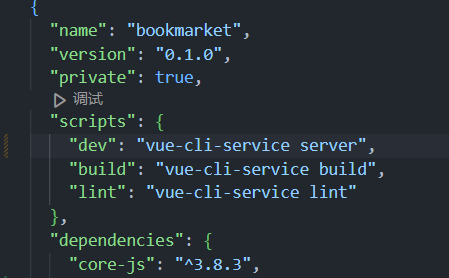 {
"name": "bookmarket",
"version": "0.1.0",
"private": true,
调试
"scripts": {
"dev": "vue-cli-service server",
"build": "vue-cli-service build",
"lint": "vue-cli-service lint"
},
"dependencies": {
"core-js": "^3.8.3",